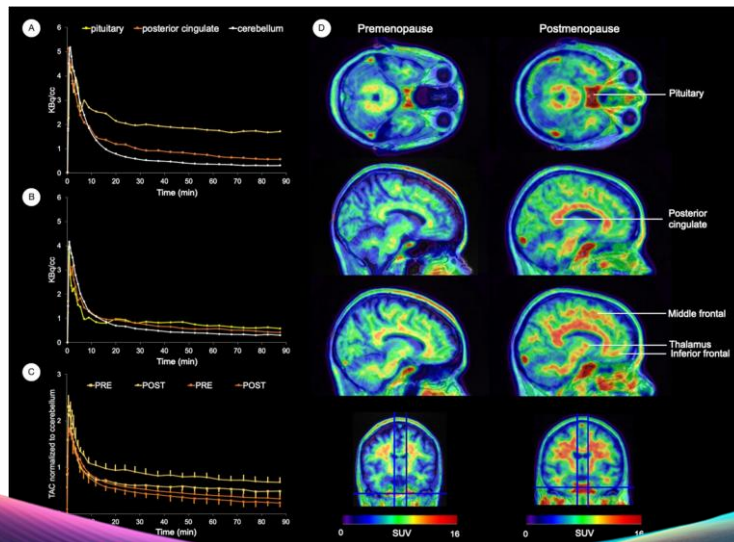 A
pituitary posterior cingulate cerebellum
KBq/cc
6
5
4
3
2
1
0
0 10 20 30 40 50 60 70 80 90
Time (min)
B
KBq/cc
6
5
4
3
2
1
0
0 10 20 30 40 50 60 70 80 90
Time (min)
C
PRE POST PRE POST
TAC normalized to ccerebellum
3
2
1
0
0 10 20 30 40 50 60 70 80 90
Time (min)
D
Premenopause Postmenopause
Pituitary
Posterior
cingulate
Middle frontal
Thalamus
Inferior frontal
0 SUV 16
0 SUV 16